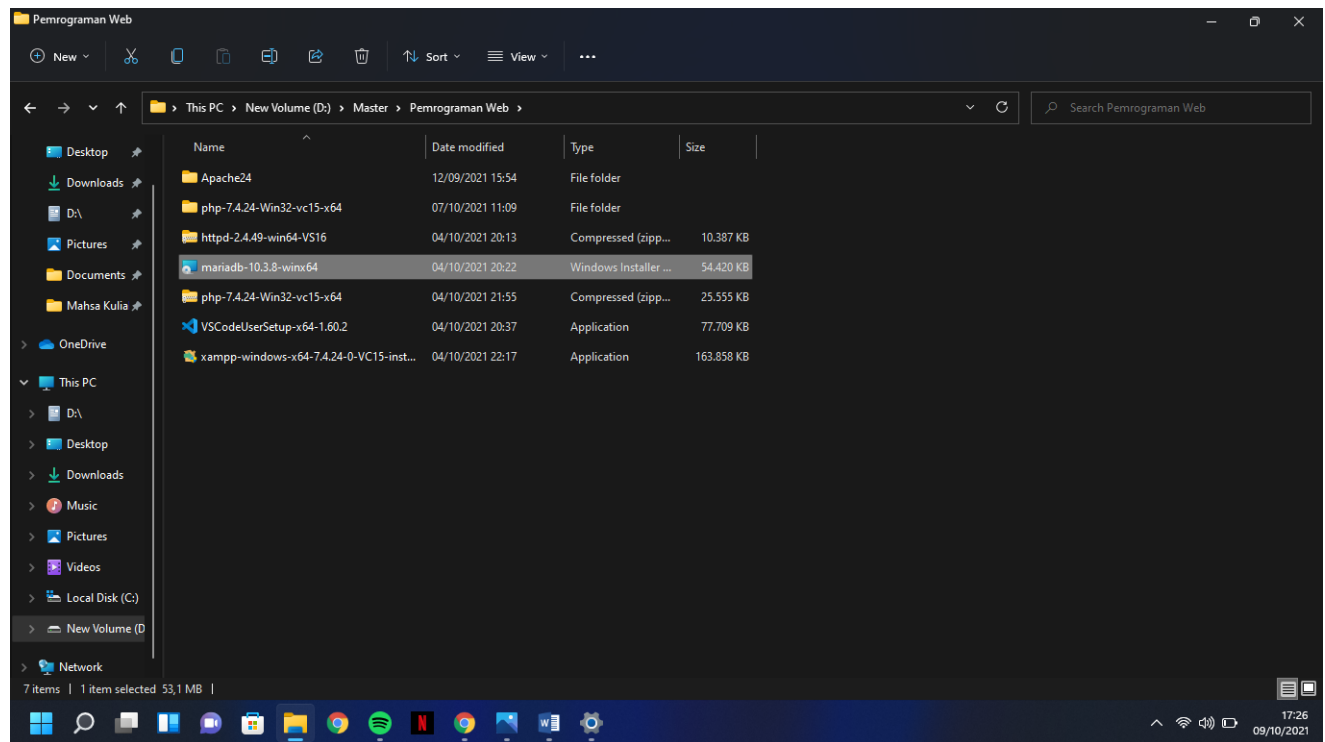 Pemrograman Web
New Sort View
This PC > New Volume (D:) > Master > Pemrograman Web > Search Pemrograman Web
Name Date modified Type Size
Apache24 12/09/2021 15:54 File folder
php-7.4.24-Win32-vc15-x64 07/10/2021 11:09 File folder
httpd-2.4.49-win64-VS16 04/10/2021 20:13 Compressed (zipp... 10.387 KB
mariadb-10.3.8-winx64 04/10/2021 20:22 Windows Installer ... 54.420 KB
php-7.4.24-Win32-vc15-x64 04/10/2021 21:55 Compressed (zipp... 25.555 KB
VSCodeUserSetup-x64-1.60.2 04/10/2021 20:37 Application 77.709 KB
xampp-windows-x64-7.4.24-0-VC15-inst... 04/10/2021 22:17 Application 163.858 KB
Desktop
Downloads
D:\
Pictures
Documents
Mahsa Kulia
OneDrive
This PC
D:\
Desktop
Downloads
Music
Pictures
Videos
Local Disk (C:)
New Volume (D
Network
7 items | 1 item selected 53,1 MB |
N W
17:26
09/10/2021